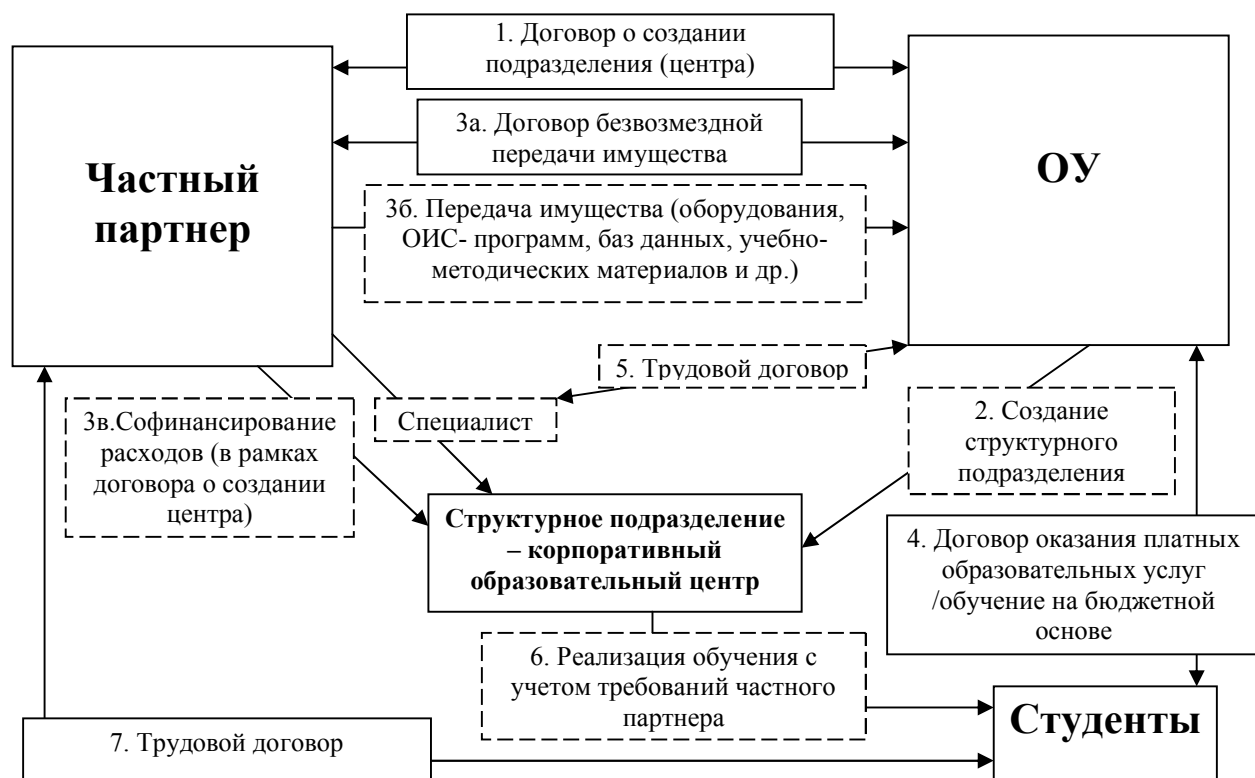 1. Договор о создании
подразделения (центра)
3а. Договор безвозмездной
передачи имущества
Частный
партнер
ОУ
3б. Передача имущества (оборудования,
ОИС- программ, баз данных, учебно-
методических материалов и др.)
5. Трудовой договор
3в.Софинансирование
расходов (в рамках
договора о создании
центра)
Специалист
2. Создание
структурного
подразделения
Структурное подразделение
– корпоративный
образовательный центр
4. Договор оказания платных
образовательных услуг
/обучение на бюджетной
основе
6. Реализация обучения с
учетом требований частного
партнера
Студенты
7. Трудовой договор